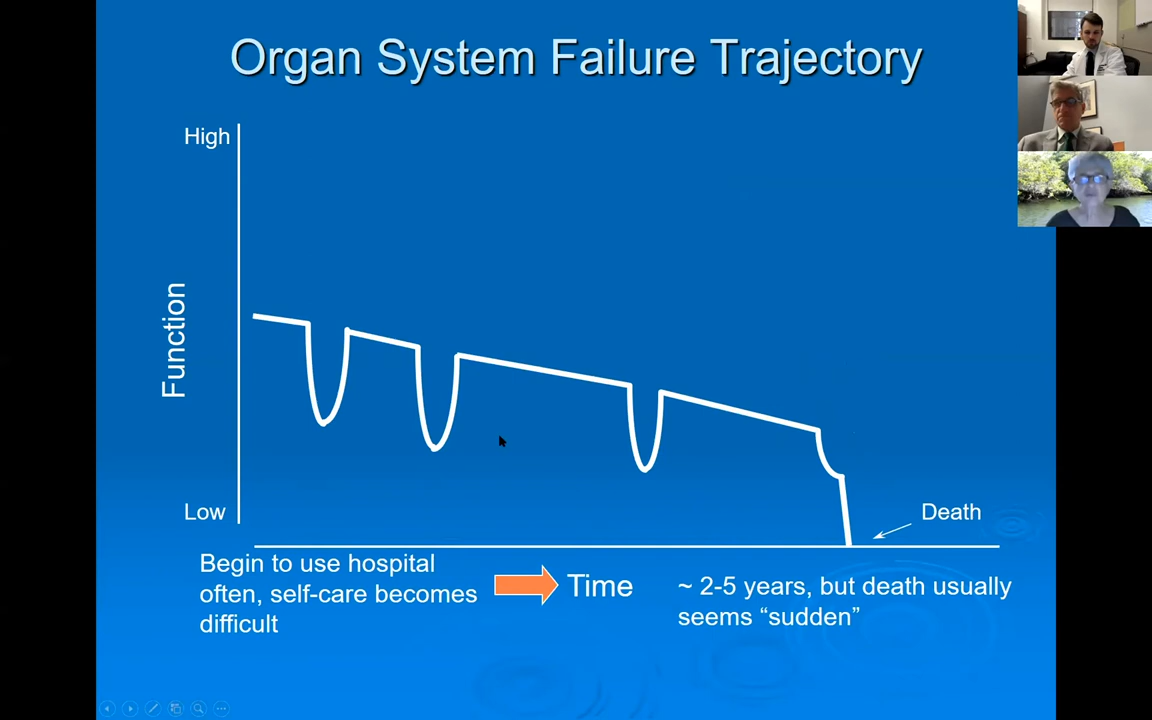 Organ System Failure Trajectory
High
Function
Low
Death
Begin to use hospital
often, self-care becomes
difficult
Time
~ 2-5 years, but death usually
seems “sudden”